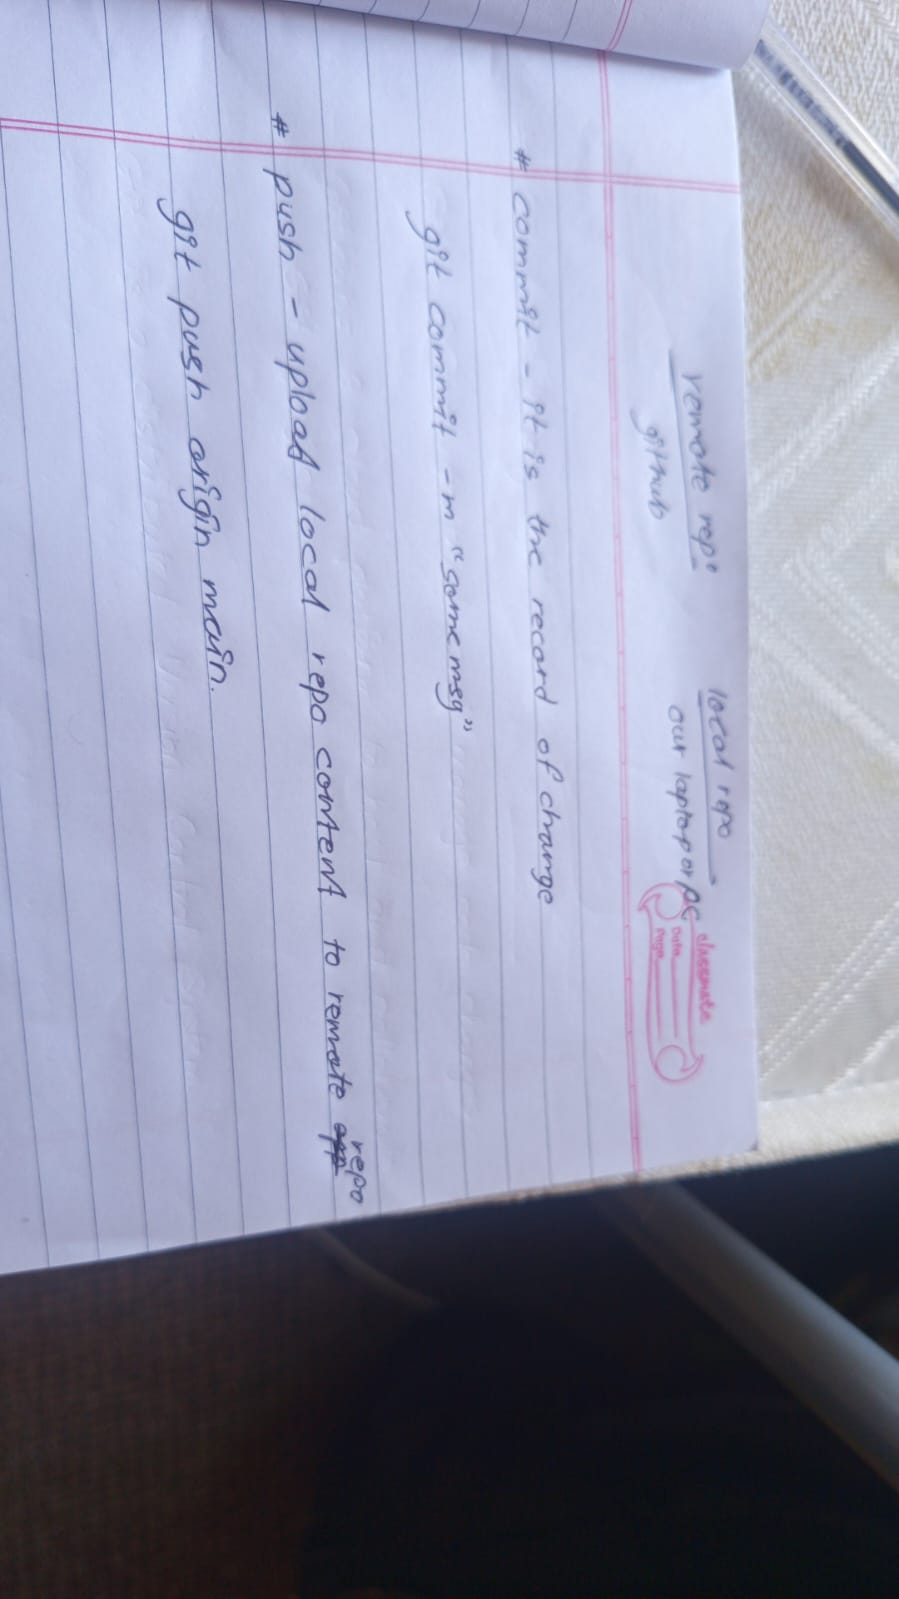 remote repo local repo
github our laptop or pc
classmate
Date
Page
# commit - it is the record of change
git commit -m "some msg"
# push - upload local repo content to remote repo
git push origin main.